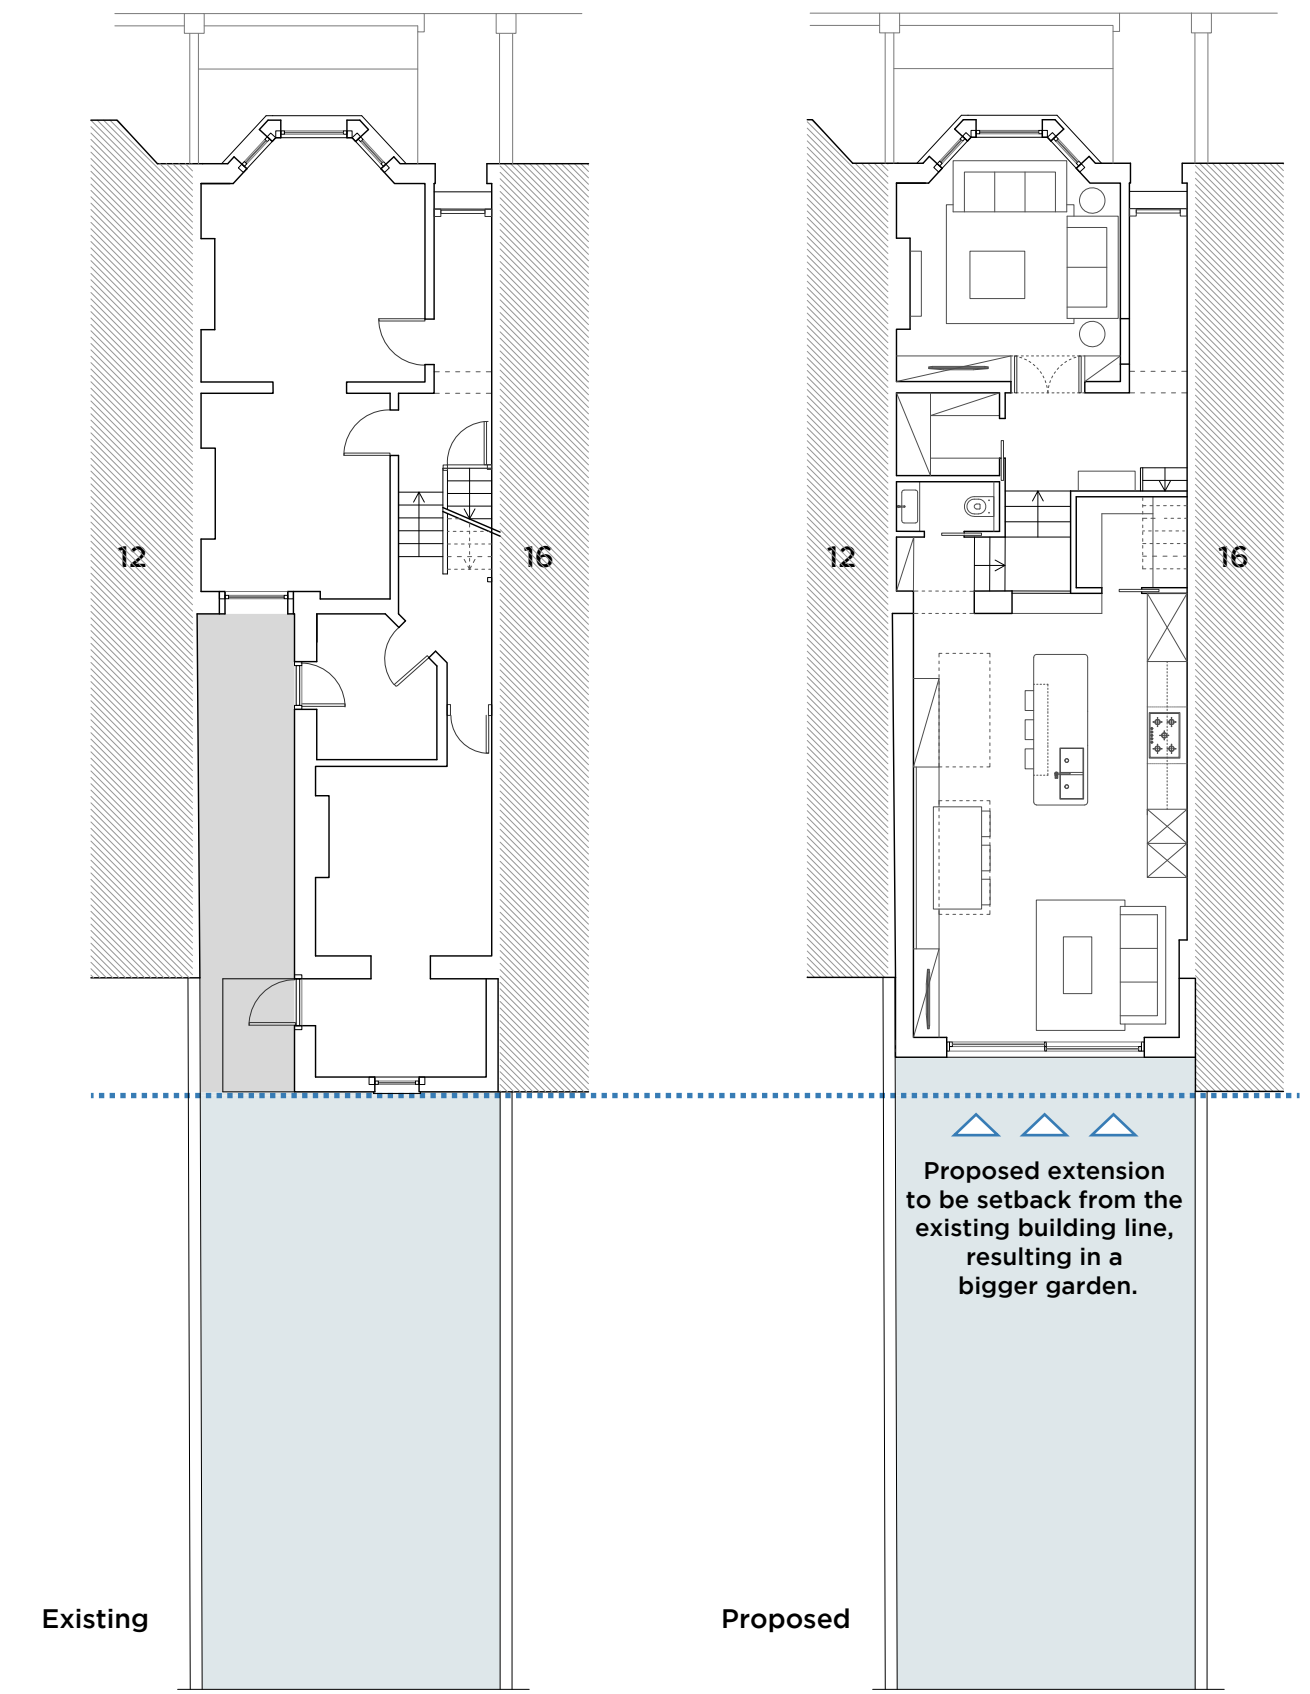 12
16
12
16
Proposed extension
to be setback from the
existing building line,
resulting in a
bigger garden.
Existing
Proposed